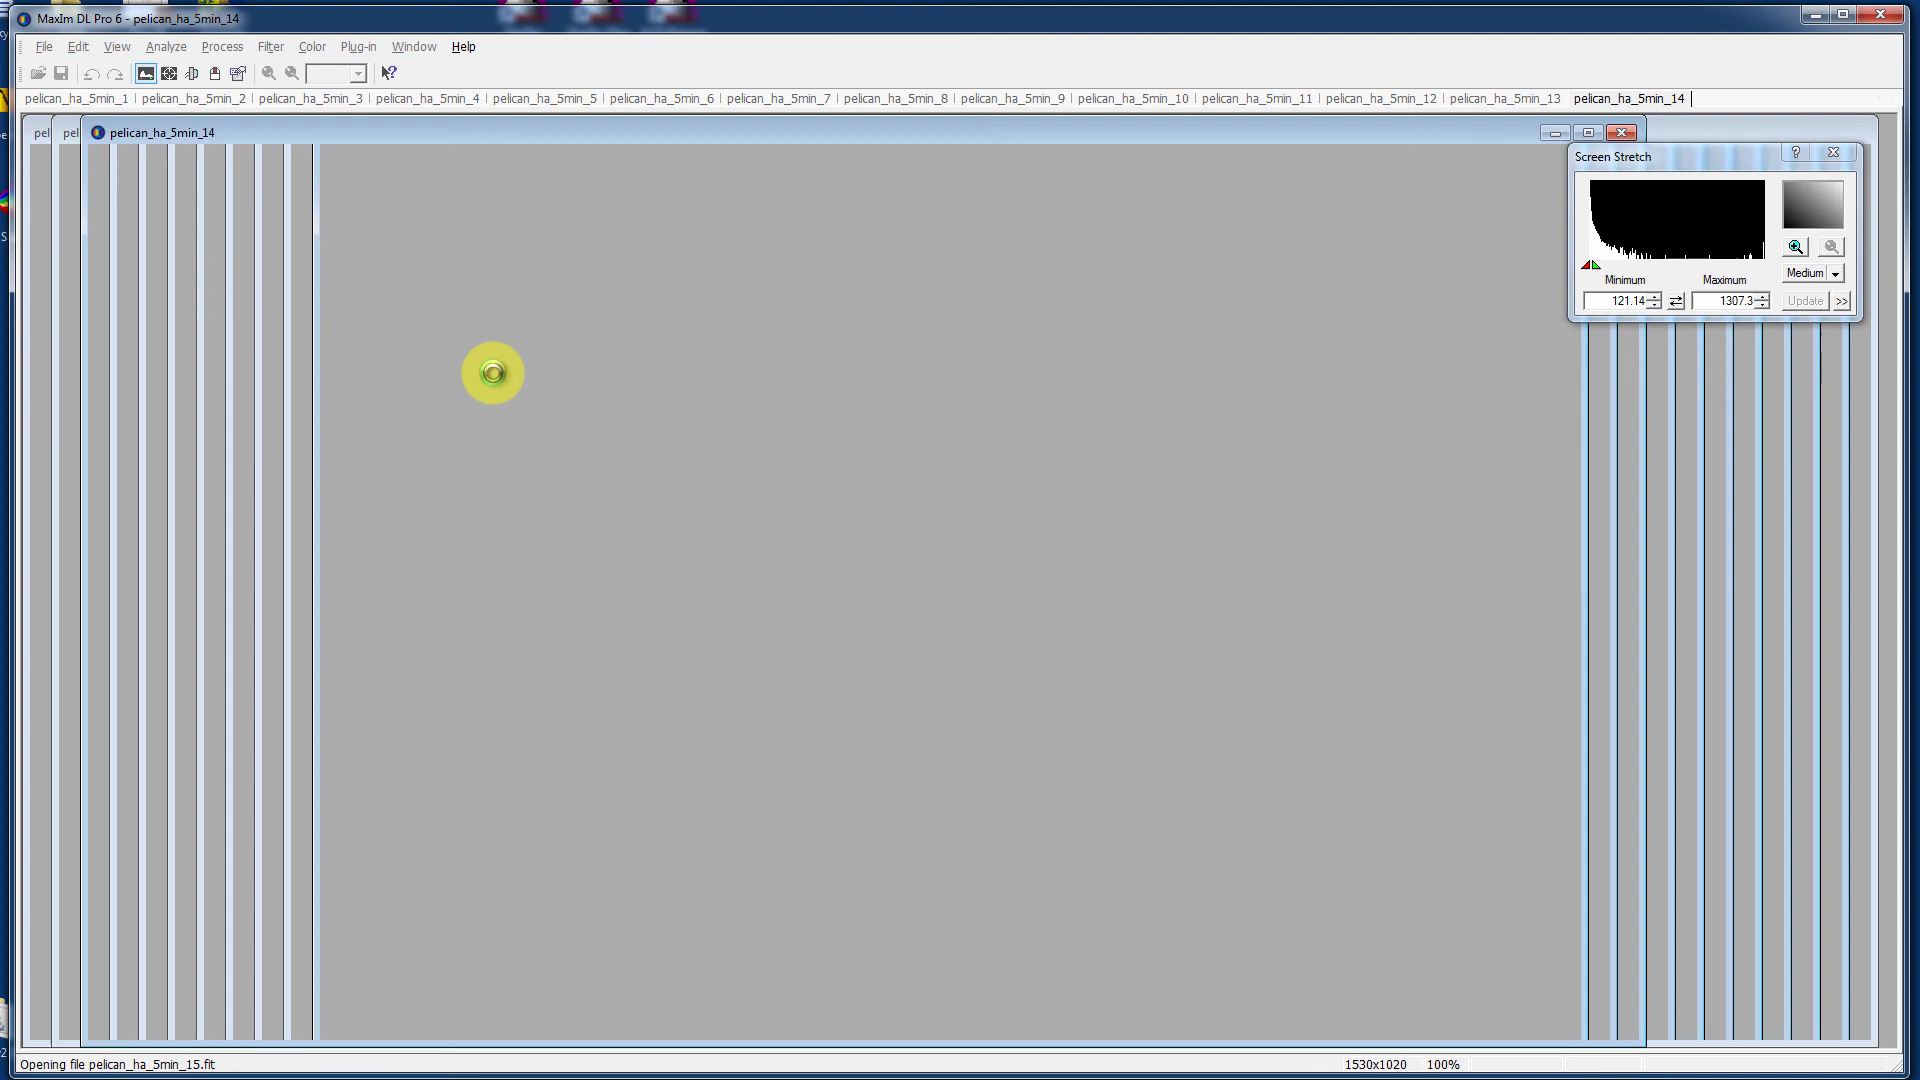 MaxIm DL Pro 6 - pelican_ha_5min_14
File Edit View Analyze Process Filter Color Plug-in Window Help
pelican_ha_5min_1 pelican_ha_5min_2 pelican_ha_5min_3 pelican_ha_5min_4 pelican_ha_5min_5 pelican_ha_5min_6 pelican_ha_5min_7 pelican_ha_5min_8 pelican_ha_5min_9 pelican_ha_5min_10 pelican_ha_5min_11 pelican_ha_5min_12 pelican_ha_5min_13 pelican_ha_5min_14
pel pel pelican_ha_5min_14
Screen Stretch
Medium
Minimum Maximum
121.14 1307.3 Update >>
Opening file pelican_ha_5min_15.fit 1530x1020 100%